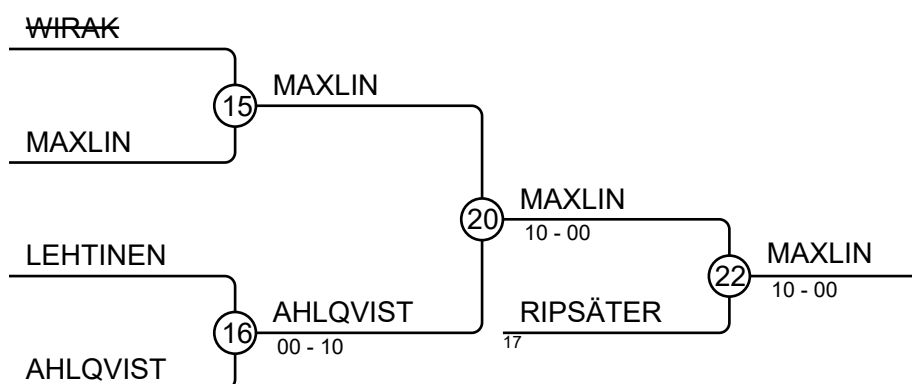 WIRAK
15
MAXLIN
MAXLIN
20
MAXLIN
10 - 00
LEHTINEN
22
MAXLIN
10 - 00
16
AHLQVIST
00 - 10
RIPSÄTER
17
AHLQVIST